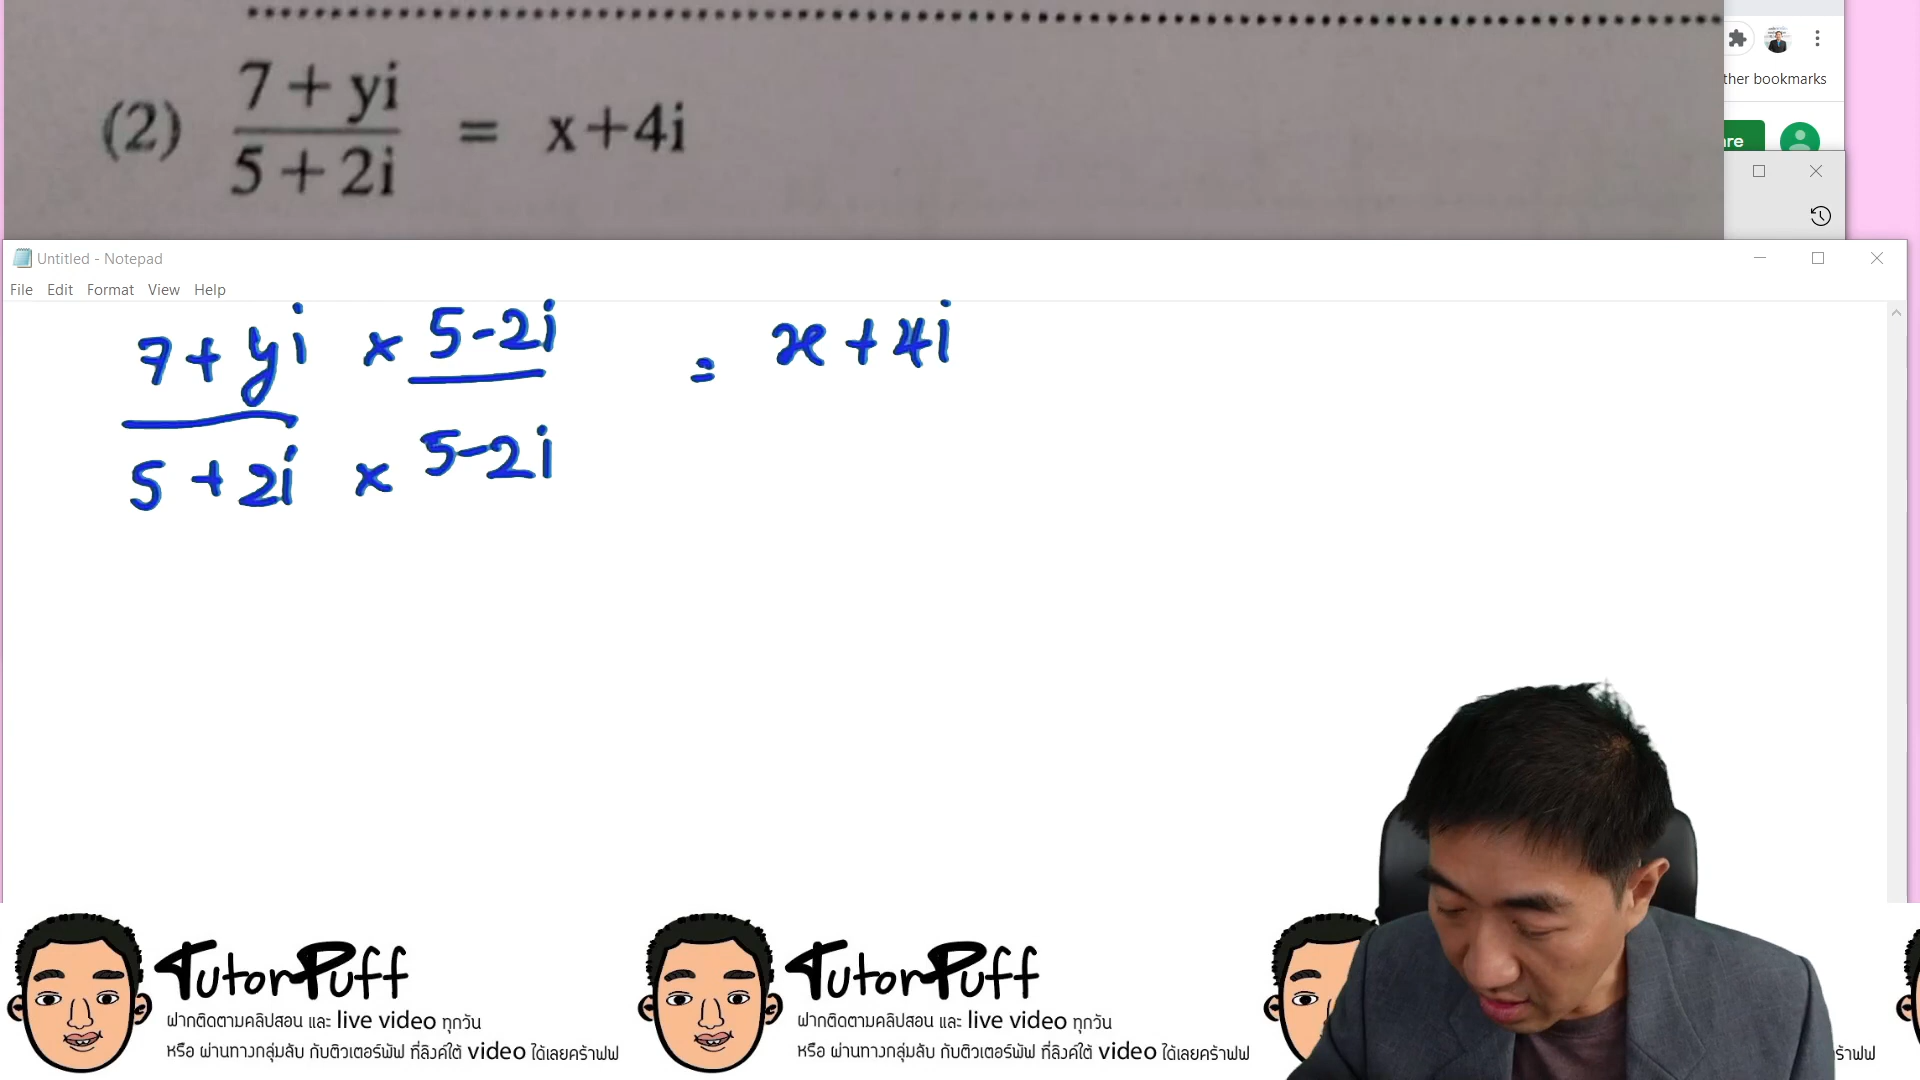 (2) 7 + yi / 5 + 2i = x+4i
ther bookmarks
re
Untitled - Notepad
File Edit Format View Help
7 + yi × 5-2i = x + 4i
5 + 2i × 5-2i
TutorPuff
ฝากติดตามคลิปสอน และ live video ทุกวัน
หรือ ผ่านทางกลุ่มลับ กับติวเตอร์พัฟ ที่ลิงค์ใต้ video ได้เลยคร้าฟฟ
TutorPuff
ฝากติดตามคลิปสอน และ live video ทุกวัน
หรือ ผ่านทางกลุ่มลับ กับติวเตอร์พัฟ ที่ลิงค์ใต้ video ได้เลยคร้าฟฟ
ร้าฟฟ